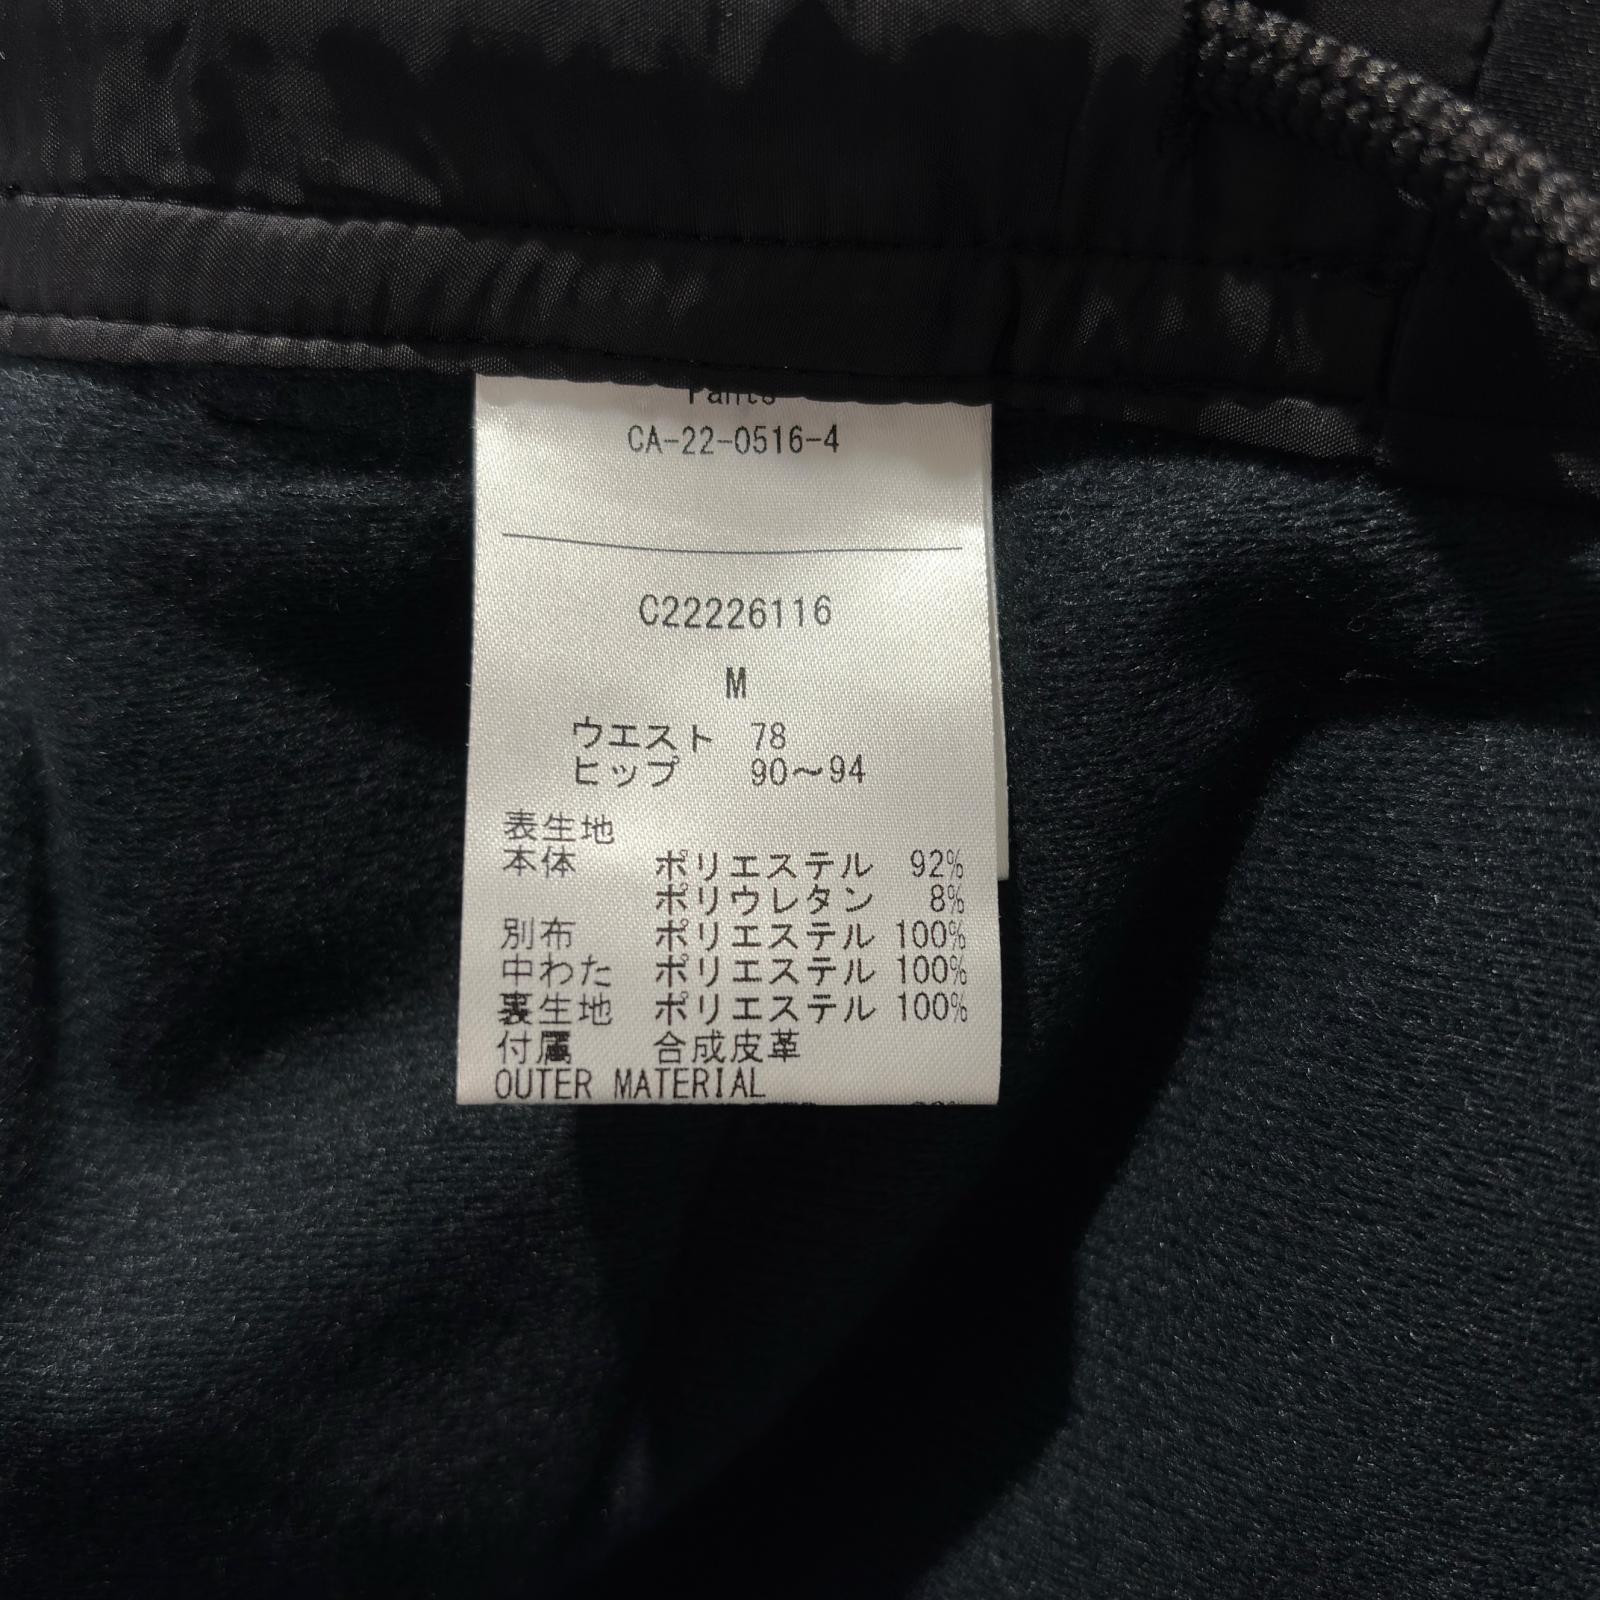 Pants
CA-22-0516-4
C22226116
M
ウエスト 78
ヒップ 90～94
表生地
本体 ポリエステル 92%
ポリウレタン 8%
別布 ポリエステル 100%
中わた ポリエステル 100%
裏生地 ポリエステル 100%
付属 合成皮革
OUTER MATERIAL